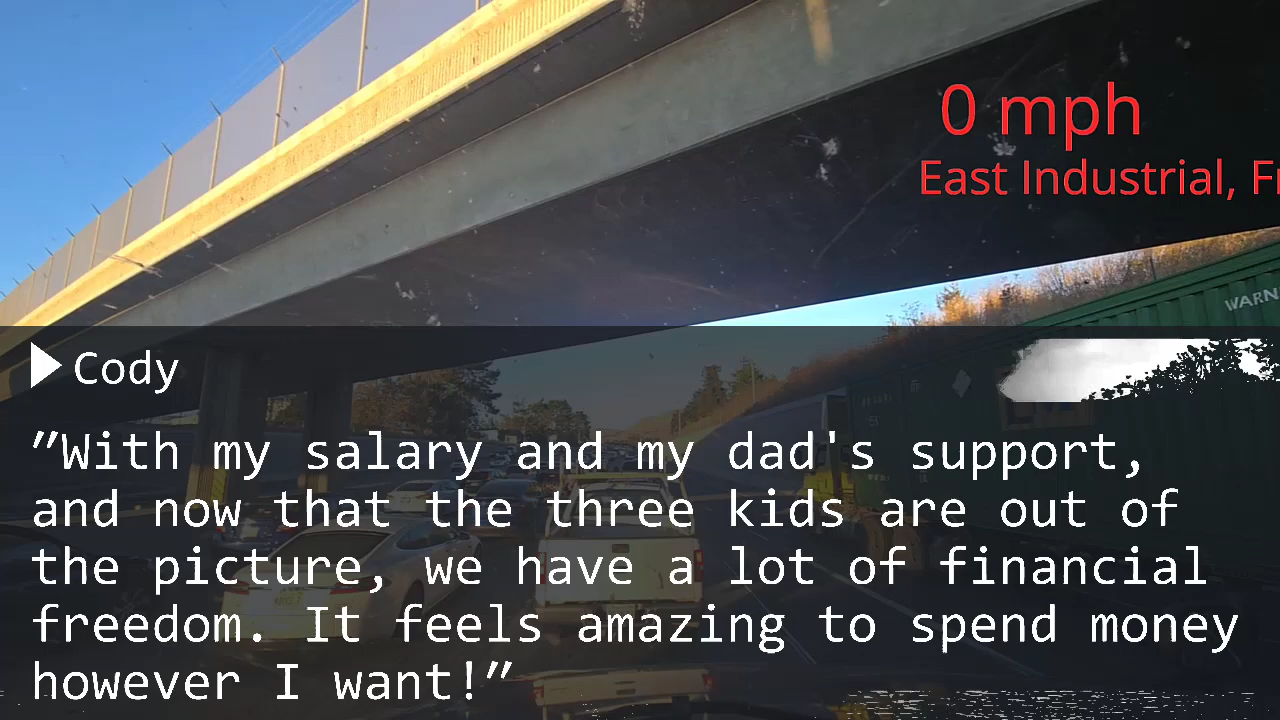 0 mph
East Industrial, Fr
WARN
Cody
”With my salary and my dad's support,
and now that the three kids are out of
the picture, we have a lot of financial
freedom. It feels amazing to spend money
however I want!”